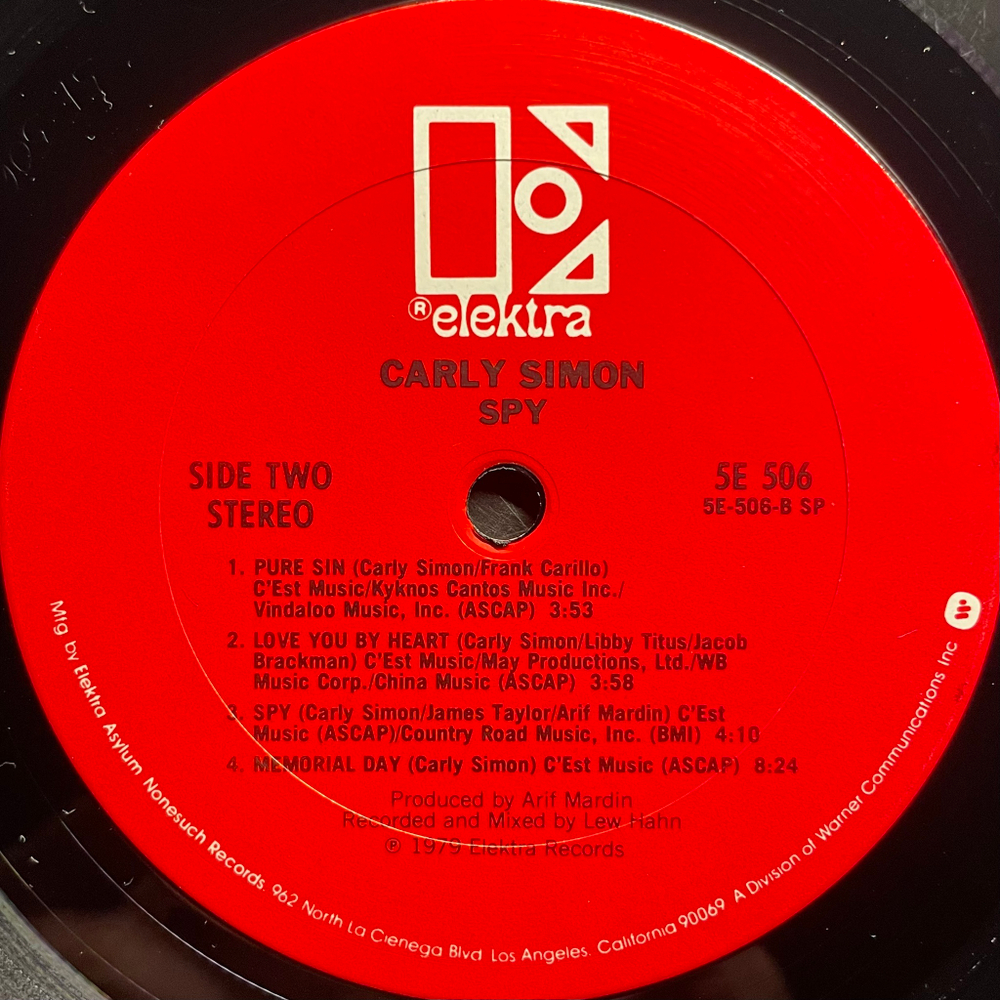 ® elektra
CARLY SIMON
SPY
SIDE TWO
STEREO
5E 506
5E-506-B SP
1. PURE SIN (Carly Simon/Frank Carillo)
C'Est Music/Kyknos Cantos Music Inc./
Vindaloo Music, Inc. (ASCAP) 3:53
2. LOVE YOU BY HEART (Carly Simon/Libby Titus/Jacob
Brackman) C'Est Music/May Productions, Ltd./WB
Music Corp./China Music (ASCAP) 3:58
3. SPY (Carly Simon/James Taylor/Arif Mardin) C'Est
Music (ASCAP)/Country Road Music, Inc. (BMI) 4:10
4. MEMORIAL DAY (Carly Simon) C'Est Music (ASCAP) 8:24
Produced by Arif Mardin
Recorded and Mixed by Lew Hahn
℗ 1979 Elektra Records
Mfg by Elektra Asylum Nonesuch Records. 962 North La Cienega Blvd Los Angeles. California 90069 A Division of Warner Communications Inc